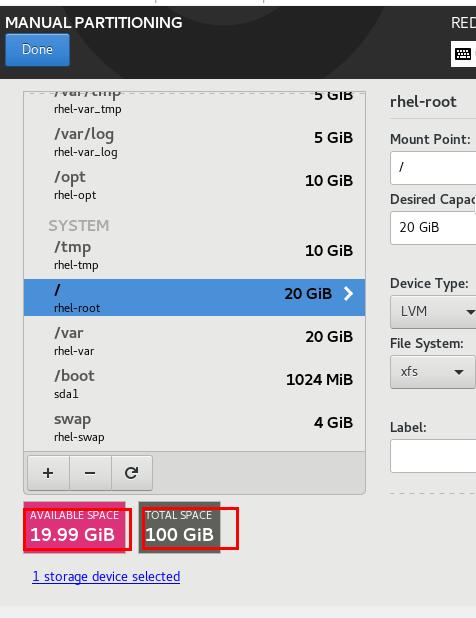 MANUAL PARTITIONING
RED
Done
/var/tmp
5 GiB
rhel-var_tmp
/var/log
5 GiB
rhel-var_log
/opt
10 GiB
rhel-opt
SYSTEM
/tmp
10 GiB
rhel-tmp
/
20 GiB
rhel-root
/var
20 GiB
rhel-var
/boot
1024 MiB
sda1
swap
4 GiB
rhel-swap
+ −
AVAILABLE SPACE
19.99 GiB
TOTAL SPACE
100 GiB
1 storage device selected
rhel-root
Mount Point:
/
Desired Capac
20 GiB
Device Type:
LVM
File System:
xfs
Label: